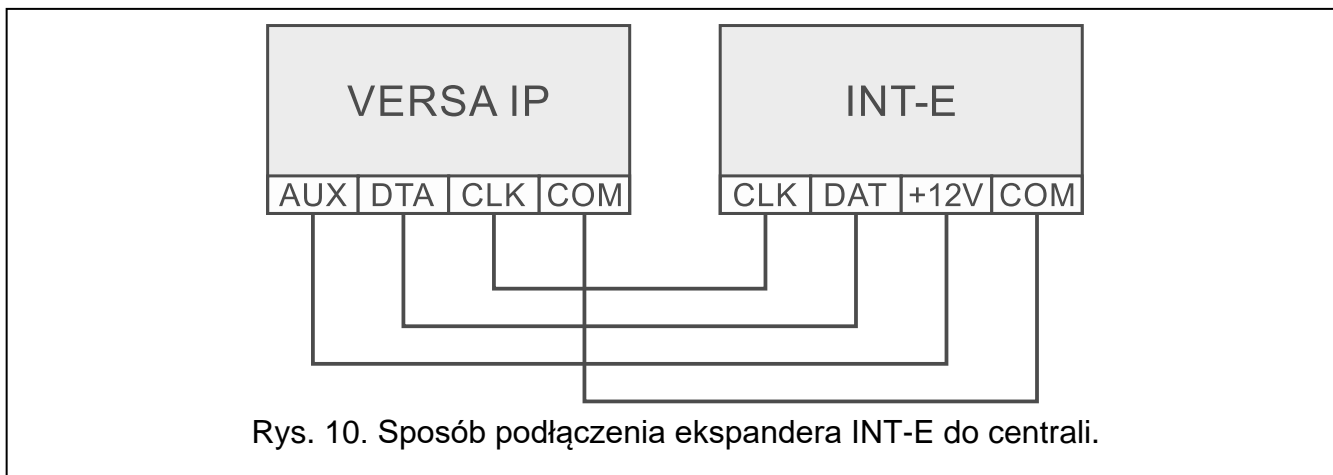 VERSA IP INT-E
AUX DTA CLK COM CLK DAT +12V COM
Rys. 10. Sposób podłączenia ekspandera INT-E do centrali.